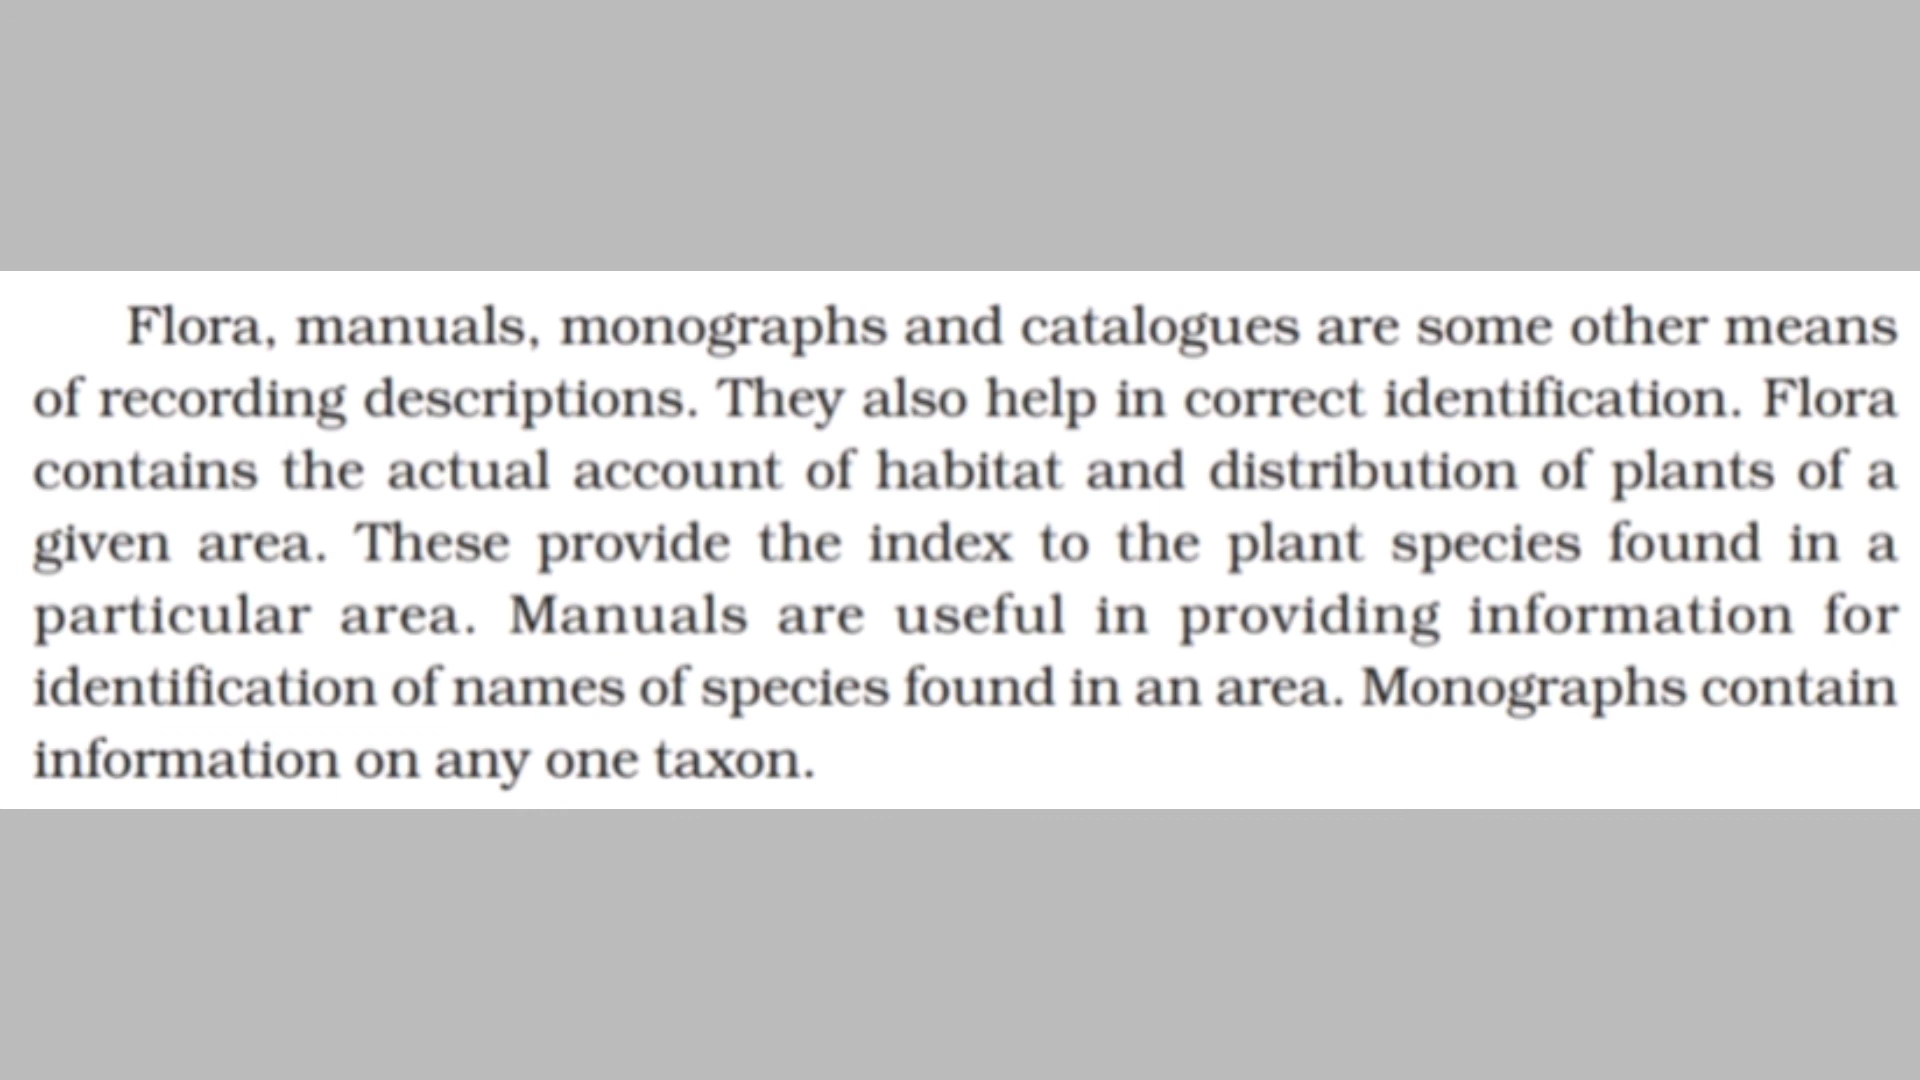 Flora, manuals, monographs and catalogues are some other means
of recording descriptions. They also help in correct identification. Flora
contains the actual account of habitat and distribution of plants of a
given area. These provide the index to the plant species found in a
particular area. Manuals are useful in providing information for
identification of names of species found in an area. Monographs contain
information on any one taxon.